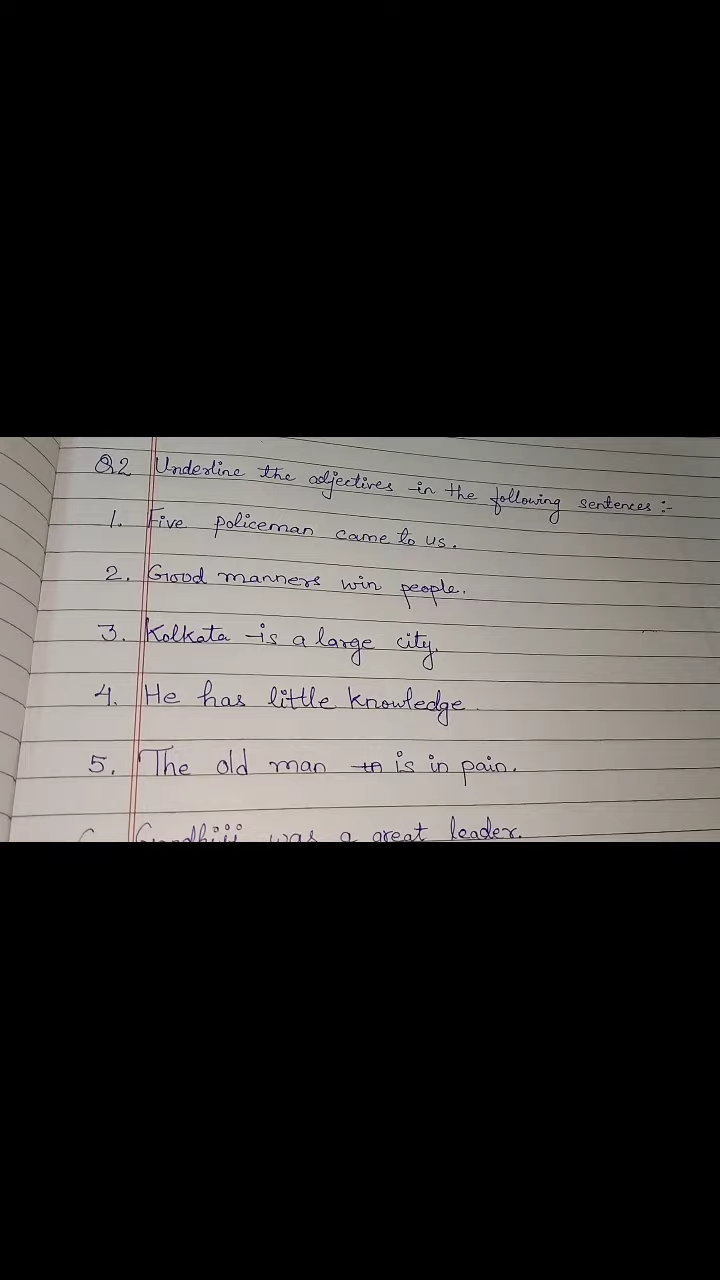 Q2 Underline the adjectives in the following sentences :-
1. Five policeman came to us.
2. Good manners win people.
3. Kolkata is a large city.
4. He has little knowledge.
5. The old man is in pain.
Gandhiji was a great leader.